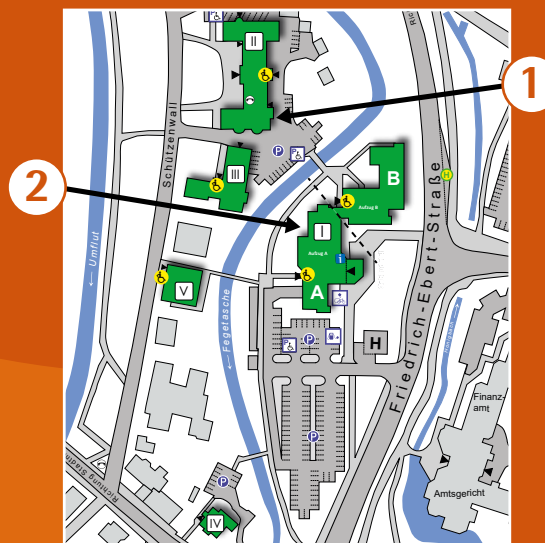 1
2
II
III
I
V
IV
A
B
Aufzug A
Aufzug B
i
H
H
P
P
P
P
P
P
P
Schützenwall
← Umflut
← Fegetasche
Friedrich-Ebert-Straße
Finanz-
amt
Amtsgericht